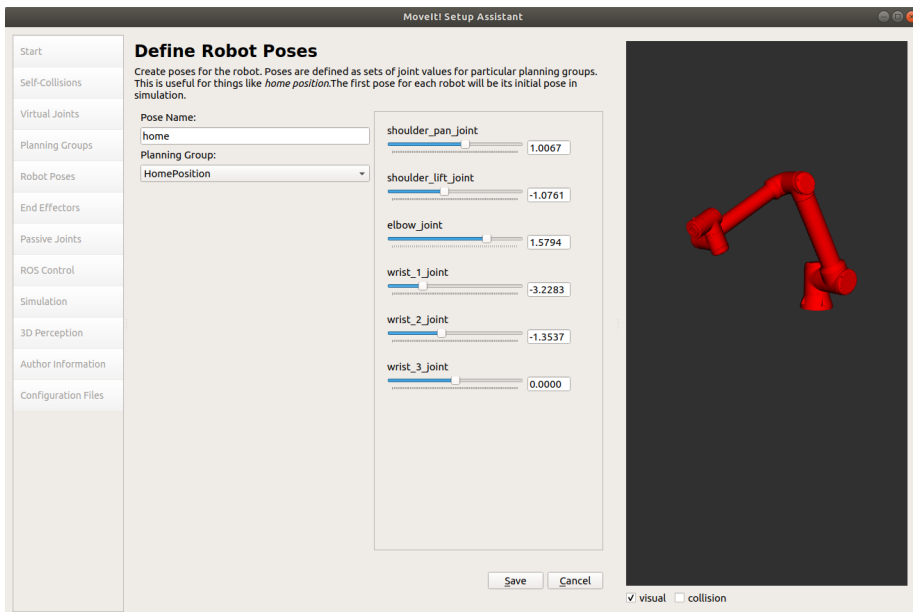 MoveIt! Setup Assistant
Start
Self-Collisions
Virtual Joints
Planning Groups
Robot Poses
End Effectors
Passive Joints
ROS Control
Simulation
3D Perception
Author Information
Configuration Files
Define Robot Poses
Create poses for the robot. Poses are defined as sets of joint values for particular planning groups.
This is useful for things like home position.The first pose for each robot will be its initial pose in
simulation.
Pose Name:
home
Planning Group:
HomePosition
shoulder_pan_joint
1.0067
shoulder_lift_joint
-1.0761
elbow_joint
1.5794
wrist_1_joint
-3.2283
wrist_2_joint
-1.3537
wrist_3_joint
0.0000
Save
Cancel
visual
collision